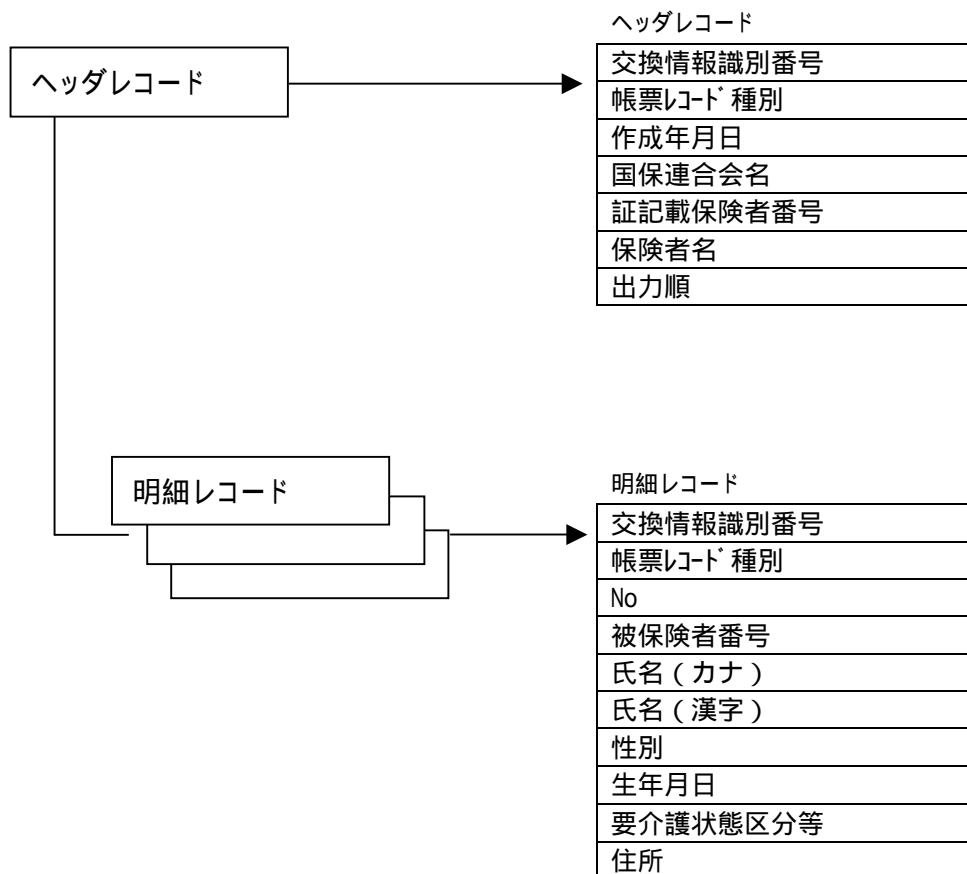 ヘッダレコード
ヘッダレコード
交換情報識別番号
帳票ﾚｺｰﾄﾞ種別
作成年月日
国保連合会名
証記載保険者番号
保険者名
出力順
明細レコード
明細レコード
交換情報識別番号
帳票ﾚｺｰﾄﾞ種別
No
被保険者番号
氏名(カナ)
氏名(漢字)
性別
生年月日
要介護状態区分等
住所